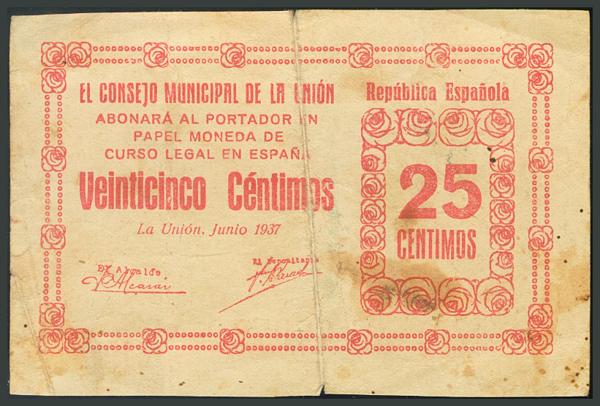 EL CONSEJO MUNICIPAL DE LA UNIÓN
ABONARÁ AL PORTADOR EN
PAPEL MONEDA DE
CURSO LEGAL EN ESPAÑA
Veinticinco Céntimos
La Unión, Junio 1937
El Alcalde
El Depositario
República Española
25
CENTIMOS